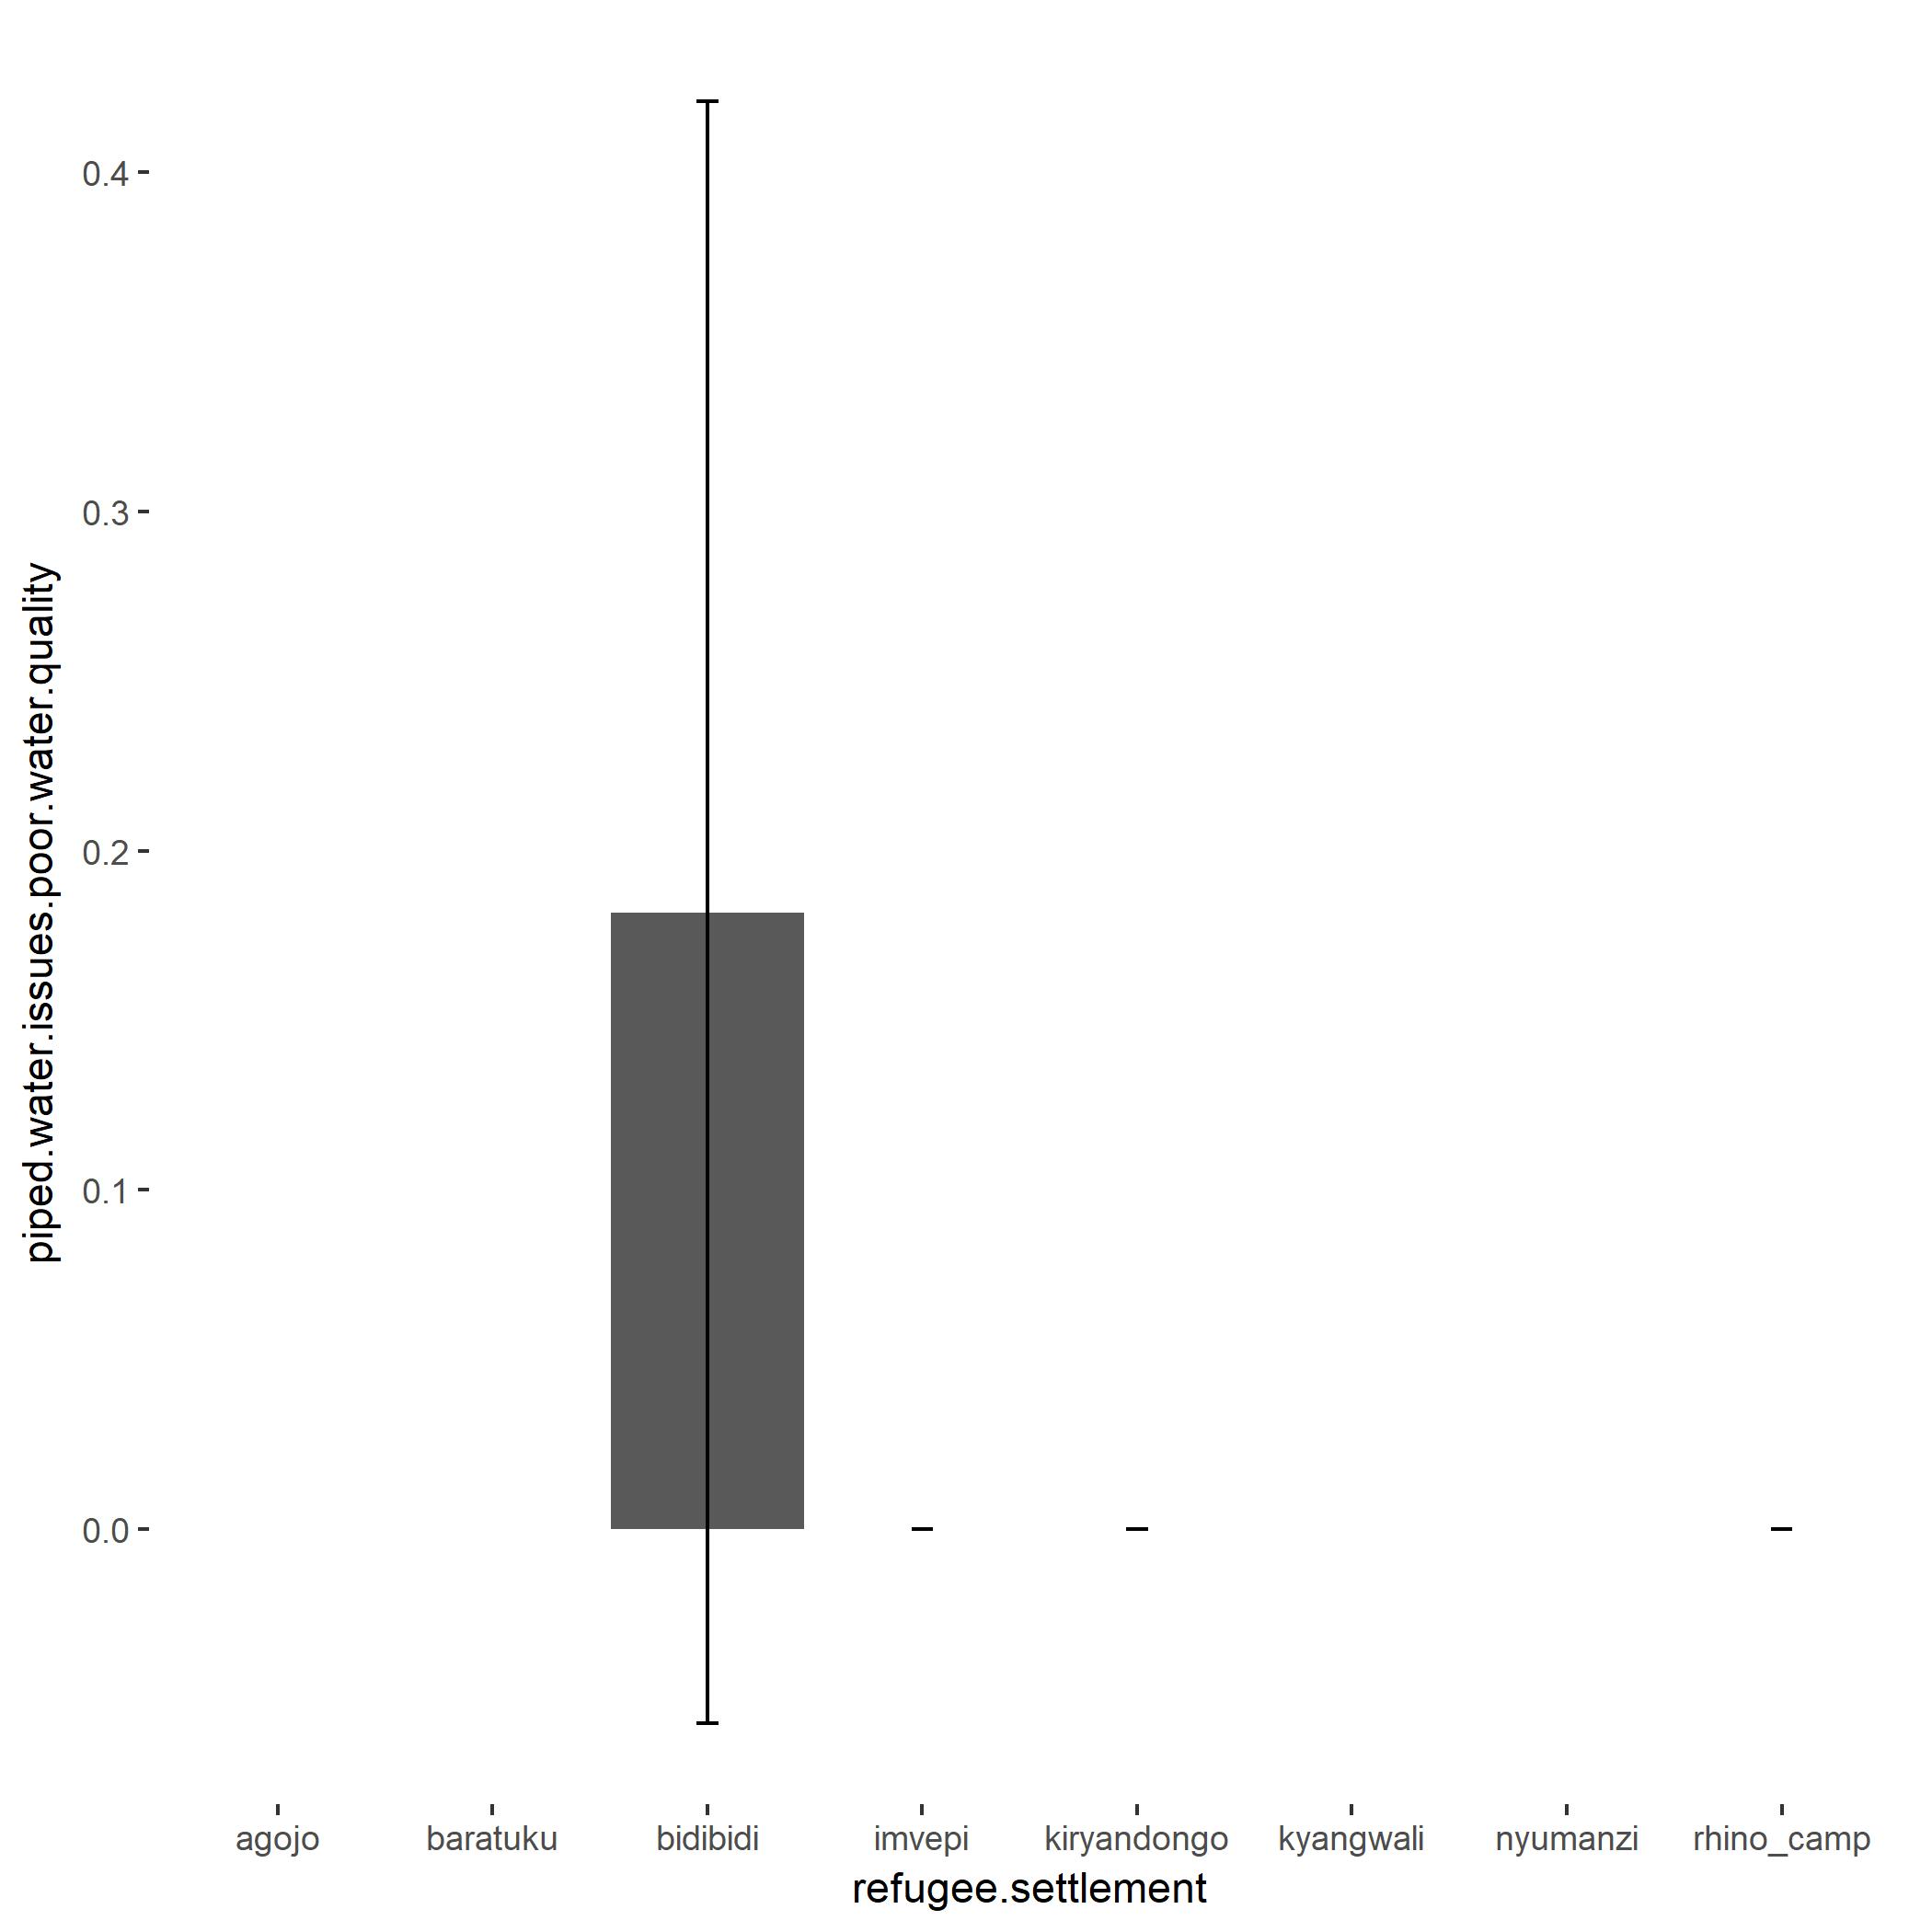 piped.water.issues.poor.water.quality
0.4
0.3
0.2
0.1
0.0
agojo baratuku bidibidi imvepi kiryandongo kyangwali nyumanzi rhino_camp
refugee.settlement